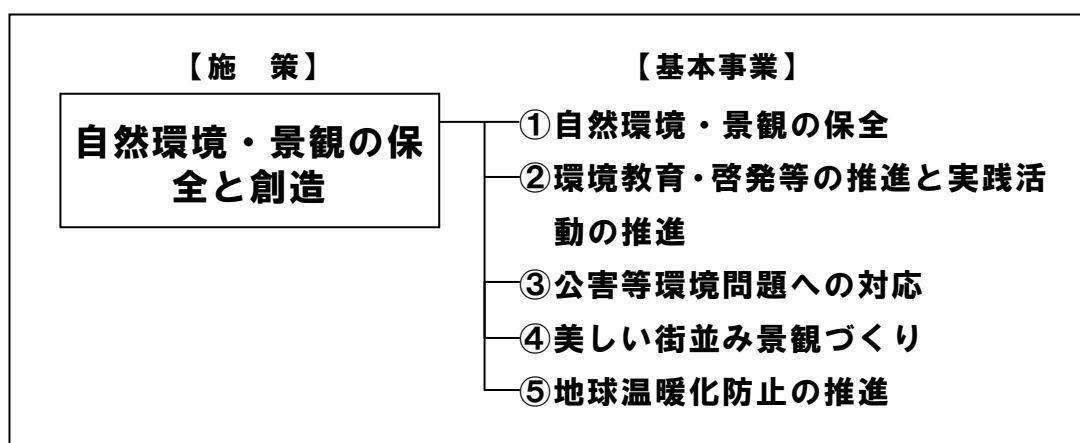 【施　策】
【基本事業】
自然環境・景観の保
全と創造
①自然環境・景観の保全
②環境教育・啓発等の推進と実践活
動の推進
③公害等環境問題への対応
④美しい街並み景観づくり
⑤地球温暖化防止の推進